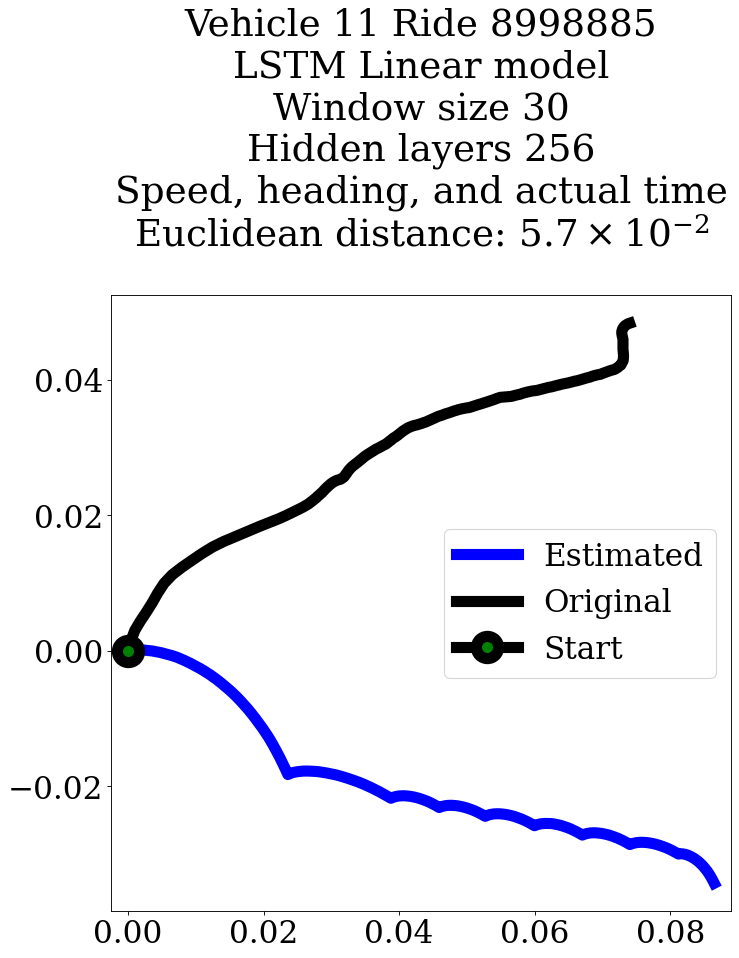 Vehicle 11 Ride 8998885
LSTM Linear model
Window size 30
Hidden layers 256
Speed, heading, and actual time
Euclidean distance: 5.7 × 10⁻²
0.04
0.02
0.00
−0.02
Estimated
Original
Start
0.00 0.02 0.04 0.06 0.08